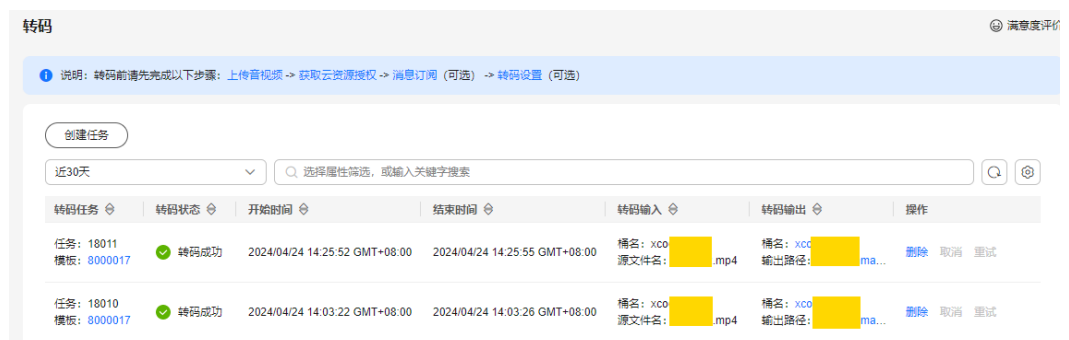 转码
满意度评价
说明：转码前请先完成以下步骤：上传音视频 -> 获取云资源授权 -> 消息订阅（可选） -> 转码设置（可选）
创建任务
近30天
选择属性筛选，或输入关键字搜索
转码任务 转码状态 开始时间 结束时间 转码输入 转码输出 操作
任务：18011
模板：8000017
转码成功
2024/04/24 14:25:52 GMT+08:00
2024/04/24 14:25:55 GMT+08:00
桶名：xco
源文件名： .mp4
桶名：xco
输出路径： ma...
删除 取消 重试
任务：18010
模板：8000017
转码成功
2024/04/24 14:03:22 GMT+08:00
2024/04/24 14:03:26 GMT+08:00
桶名：xco
源文件名： .mp4
桶名：xco
输出路径： ma...
删除 取消 重试